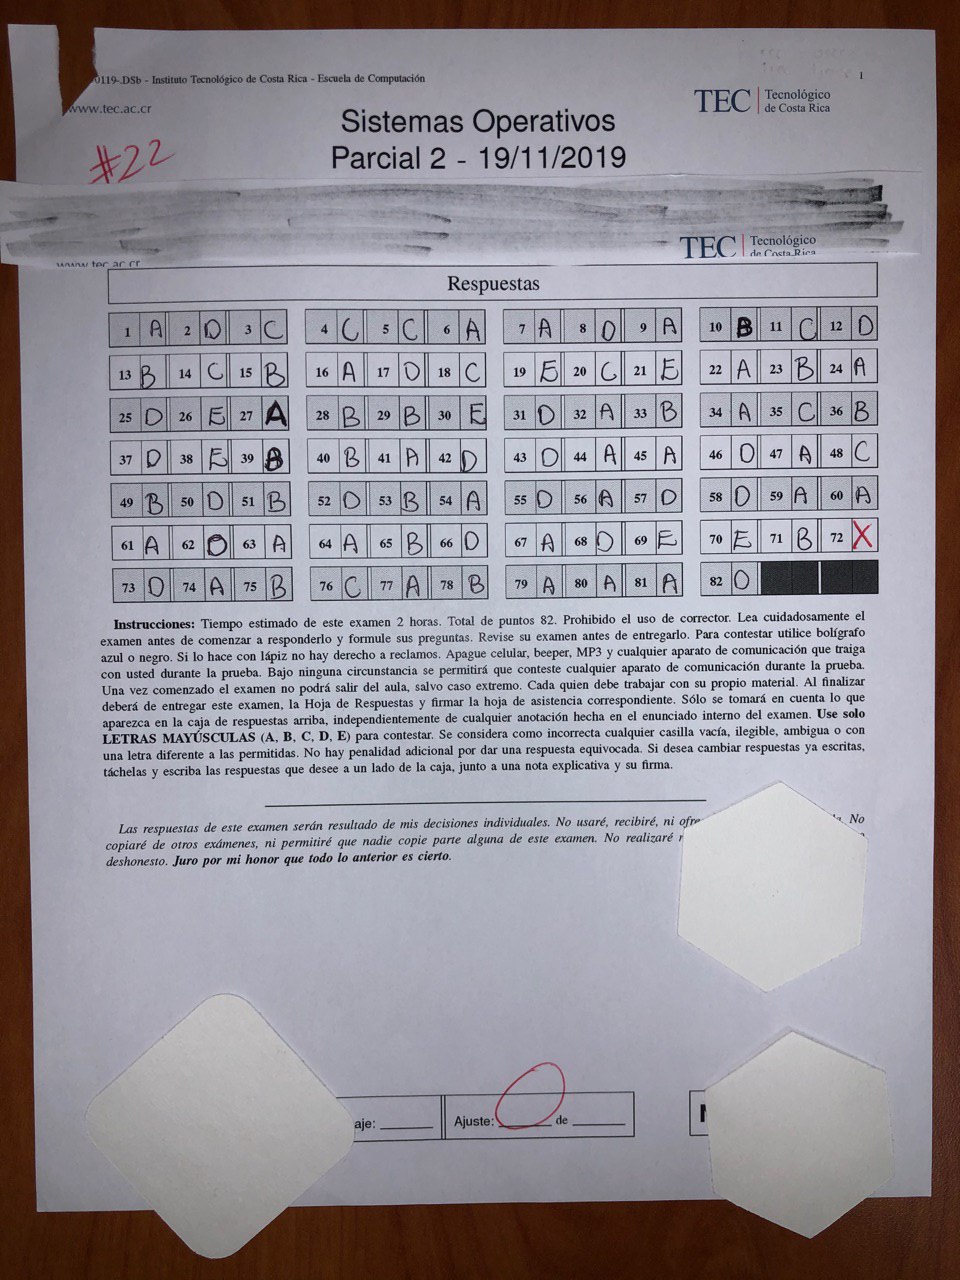 0119-.DSb - Instituto Tecnológico de Costa Rica - Escuela de Computación
1
www.tec.ac.cr
TEC | Tecnológico
de Costa Rica
Sistemas Operativos
Parcial 2 - 19/11/2019
#22
TEC | Tecnológico
de Costa Rica
www.tec.ac.cr
Respuestas
1 A 2 D 3 C 4 C 5 C 6 A 7 A 8 D 9 A 10 B 11 C 12 D
13 B 14 C 15 B 16 A 17 D 18 C 19 E 20 C 21 E 22 A 23 B 24 A
25 D 26 E 27 A 28 B 29 B 30 E 31 D 32 A 33 B 34 A 35 C 36 B
37 D 38 E 39 B 40 B 41 A 42 D 43 D 44 A 45 A 46 D 47 A 48 C
49 B 50 D 51 B 52 D 53 B 54 A 55 D 56 A 57 D 58 D 59 A 60 A
61 A 62 D 63 A 64 A 65 B 66 D 67 A 68 D 69 E 70 E 71 B 72 X
73 D 74 A 75 B 76 C 77 A 78 B 79 A 80 A 81 A 82 D
Instrucciones: Tiempo estimado de este examen 2 horas. Total de puntos 82. Prohibido el uso de corrector. Lea cuidadosamente el
examen antes de comenzar a responderlo y formule sus preguntas. Revise su examen antes de entregarlo. Para contestar utilice bolígrafo
azul o negro. Si lo hace con lápiz no hay derecho a reclamos. Apague celular, beeper, MP3 y cualquier aparato de comunicación que traiga
con usted durante la prueba. Bajo ninguna circunstancia se permitirá que conteste cualquier aparato de comunicación durante la prueba.
Una vez comenzado el examen no podrá salir del aula, salvo caso extremo. Cada quien debe trabajar con su propio material. Al finalizar
deberá de entregar este examen, la Hoja de Respuestas y firmar la hoja de asistencia correspondiente. Sólo se tomará en cuenta lo que
aparezca en la caja de respuestas arriba, independientemente de cualquier anotación hecha en el enunciado interno del examen. Use solo
LETRAS MAYÚSCULAS (A, B, C, D, E) para contestar. Se considera como incorrecta cualquier casilla vacía, ilegible, ambigua o con
una letra diferente a las permitidas. No hay penalidad adicional por dar una respuesta equivocada. Si desea cambiar respuestas ya escritas,
táchelas y escriba las respuestas que desee a un lado de la caja, junto a una nota explicativa y su firma.
Las respuestas de este examen serán resultado de mis decisiones individuales. No usaré, recibiré, ni ofre No
copiaré de otros exámenes, ni permitiré que nadie copie parte alguna de este examen. No realizaré
deshonesto. Juro por mi honor que todo lo anterior es cierto.
aje: ______ Ajuste: ______ de ______